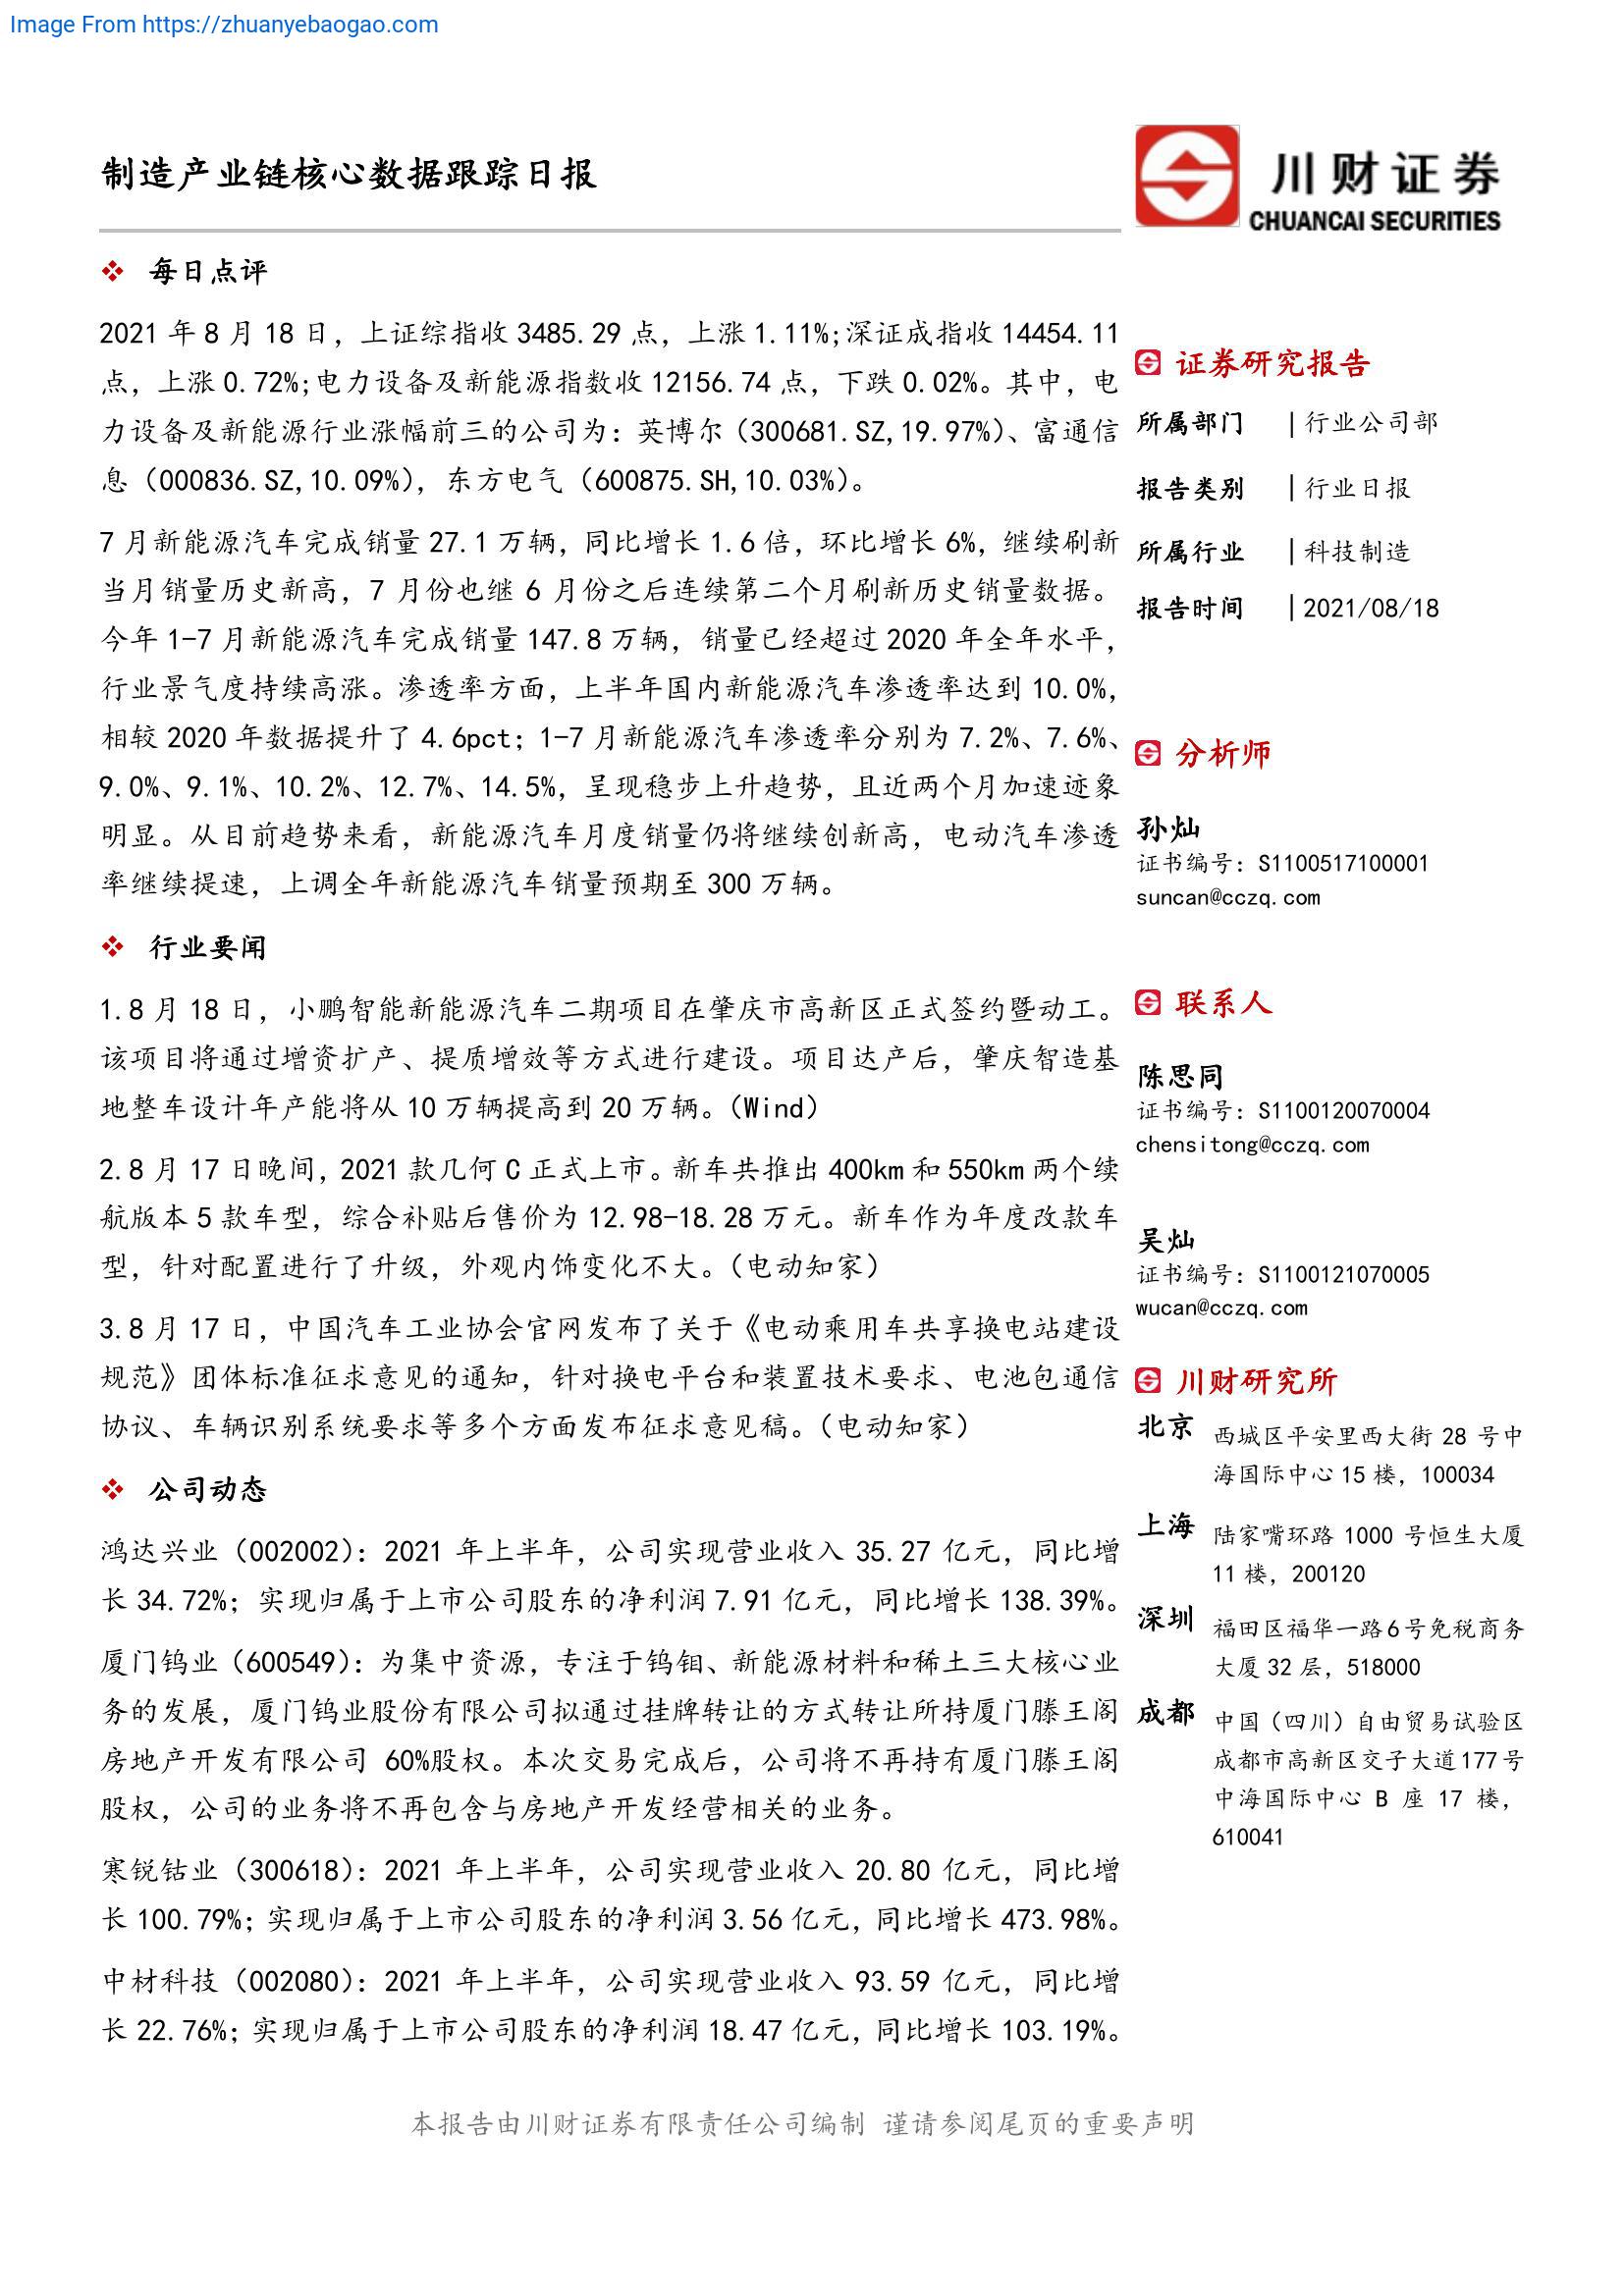 Image From https://zhuanyebaogao.com
制造产业链核心数据跟踪日报
川财证券
CHUANCAI SECURITIES
每日点评
2021 年 8 月 18 日，上证综指收 3485.29 点，上涨 1.11%;深证成指收 14454.11
点，上涨 0.72%;电力设备及新能源指数收 12156.74 点，下跌 0.02%。其中，电
力设备及新能源行业涨幅前三的公司为：英博尔（300681.SZ,19.97%）、富通信
息（000836.SZ,10.09%），东方电气（600875.SH,10.03%）。
7 月新能源汽车完成销量 27.1 万辆，同比增长 1.6 倍，环比增长 6%，继续刷新
当月销量历史新高，7 月份也继 6 月份之后连续第二个月刷新历史销量数据。
今年 1-7 月新能源汽车完成销量 147.8 万辆，销量已经超过 2020 年全年水平，
行业景气度持续高涨。渗透率方面，上半年国内新能源汽车渗透率达到 10.0%，
相较 2020 年数据提升了 4.6pct；1-7 月新能源汽车渗透率分别为 7.2%、7.6%、
9.0%、9.1%、10.2%、12.7%、14.5%，呈现稳步上升趋势，且近两个月加速迹象
明显。从目前趋势来看，新能源汽车月度销量仍将继续创新高，电动汽车渗透
率继续提速，上调全年新能源汽车销量预期至 300 万辆。
行业要闻
1.8 月 18 日，小鹏智能新能源汽车二期项目在肇庆市高新区正式签约暨动工。
该项目将通过增资扩产、提质增效等方式进行建设。项目达产后，肇庆智造基
地整车设计年产能将从 10 万辆提高到 20 万辆。（Wind）
2.8 月 17 日晚间，2021 款几何 C 正式上市。新车共推出 400km 和 550km 两个续
航版本 5 款车型，综合补贴后售价为 12.98-18.28 万元。新车作为年度改款车
型，针对配置进行了升级，外观内饰变化不大。（电动知家）
3.8 月 17 日，中国汽车工业协会官网发布了关于《电动乘用车共享换电站建设
规范》团体标准征求意见的通知，针对换电平台和装置技术要求、电池包通信
协议、车辆识别系统要求等多个方面发布征求意见稿。（电动知家）
公司动态
鸿达兴业（002002）：2021 年上半年，公司实现营业收入 35.27 亿元，同比增
长 34.72%；实现归属于上市公司股东的净利润 7.91 亿元，同比增长 138.39%。
厦门钨业（600549）：为集中资源，专注于钨钼、新能源材料和稀土三大核心业
务的发展，厦门钨业股份有限公司拟通过挂牌转让的方式转让所持厦门滕王阁
房地产开发有限公司 60%股权。本次交易完成后，公司将不再持有厦门滕王阁
股权，公司的业务将不再包含与房地产开发经营相关的业务。
寒锐钴业（300618）：2021 年上半年，公司实现营业收入 20.80 亿元，同比增
长 100.79%；实现归属于上市公司股东的净利润 3.56 亿元，同比增长 473.98%。
中材科技（002080）：2021 年上半年，公司实现营业收入 93.59 亿元，同比增
长 22.76%；实现归属于上市公司股东的净利润 18.47 亿元，同比增长 103.19%。
证券研究报告
所属部门 | 行业公司部
报告类别 | 行业日报
所属行业 | 科技制造
报告时间 | 2021/08/18
分析师
孙灿
证书编号：S1100517100001
suncan@cczq.com
联系人
陈思同
证书编号：S1100120070004
chensitong@cczq.com
吴灿
证书编号：S1100121070005
wucan@cczq.com
川财研究所
北京 西城区平安里西大街 28 号中
海国际中心 15 楼，100034
上海 陆家嘴环路 1000 号恒生大厦
11 楼，200120
深圳 福田区福华一路 6 号免税商务
大厦 32 层，518000
成都 中国（四川）自由贸易试验区
成都市高新区交子大道 177 号
中海国际中心 B 座 17 楼，
610041
本报告由川财证券有限责任公司编制 谨请参阅尾页的重要声明